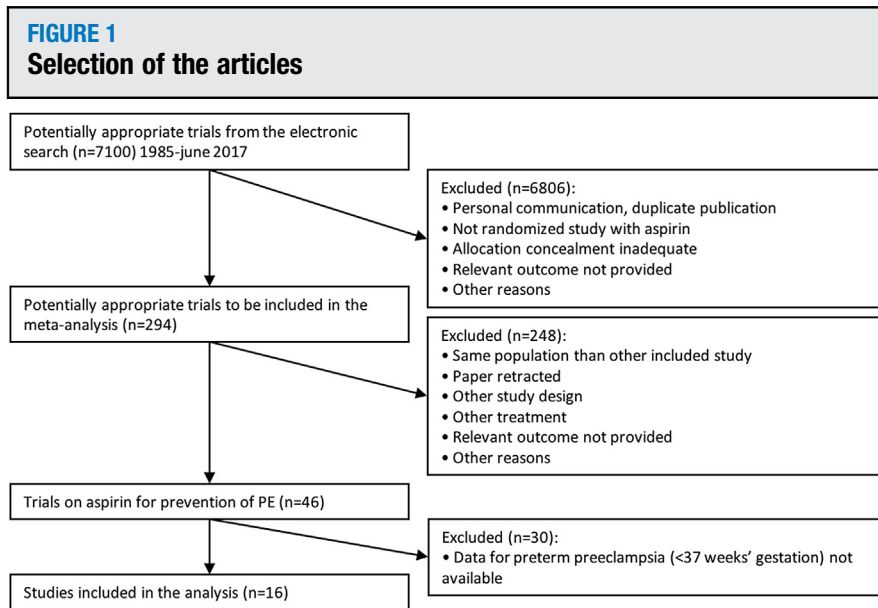 FIGURE 1
Selection of the articles
Potentially appropriate trials from the electronic
search (n=7100) 1985-june 2017
Excluded (n=6806):
• Personal communication, duplicate publication
• Not randomized study with aspirin
• Allocation concealment inadequate
• Relevant outcome not provided
• Other reasons
Potentially appropriate trials to be included in the
meta-analysis (n=294)
Excluded (n=248):
• Same population than other included study
• Paper retracted
• Other study design
• Other treatment
• Relevant outcome not provided
• Other reasons
Trials on aspirin for prevention of PE (n=46)
Excluded (n=30):
• Data for preterm preeclampsia (<37 weeks’ gestation) not
available
Studies included in the analysis (n=16)